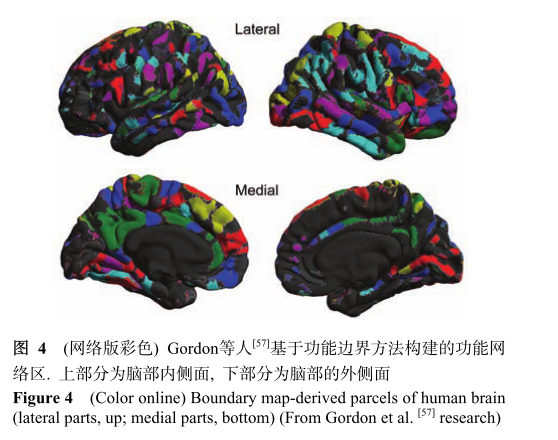 Lateral
Medial
图 4 (网络版彩色) Gordon等人[57]基于功能边界方法构建的功能网
络区. 上部分为脑部内侧面, 下部分为脑部的外侧面
Figure 4 (Color online) Boundary map-derived parcels of human brain
(lateral parts, up; medial parts, bottom) (From Gordon et al. [57] research)